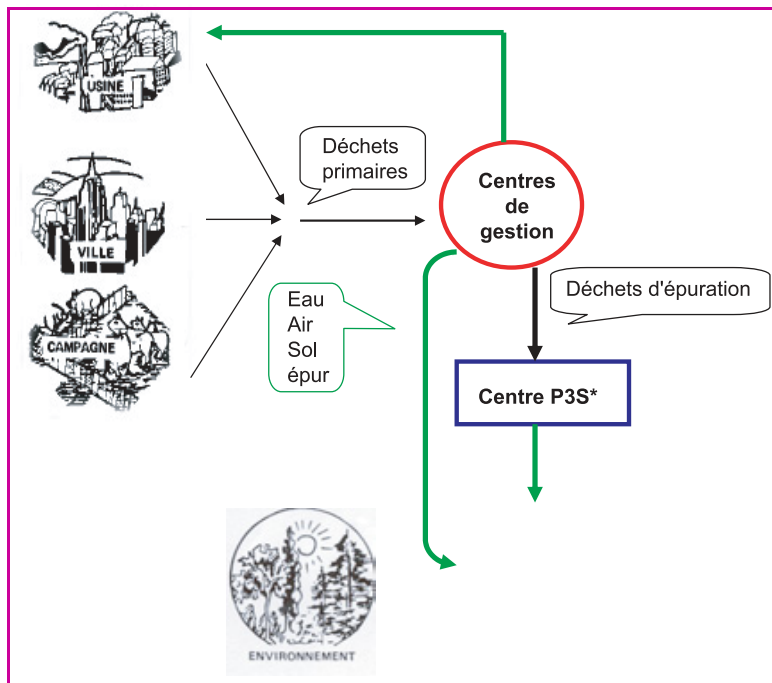 USINE
Déchets
primaires
Centres
de
gestion
VILLE
Déchets d'épuration
Eau
Air
Sol
épur
CAMPAGNE
Centre P3S*
ENVIRONNEMENT